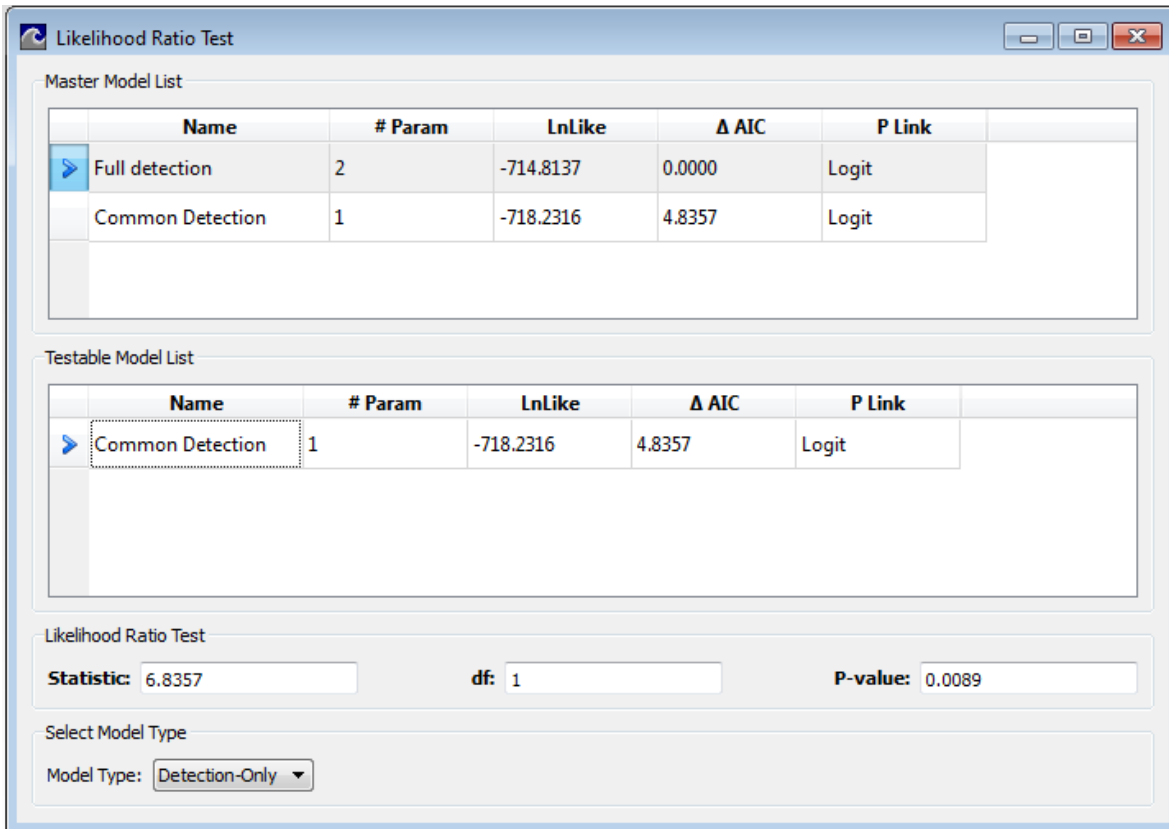 Likelihood Ratio Test
Master Model List
Name # Param LnLike Δ AIC P Link
Full detection 2 -714.8137 0.0000 Logit
Common Detection 1 -718.2316 4.8357 Logit
Testable Model List
Name # Param LnLike Δ AIC P Link
Common Detection 1 -718.2316 4.8357 Logit
Likelihood Ratio Test
Statistic: 6.8357 df: 1 P-value: 0.0089
Select Model Type
Model Type: Detection-Only